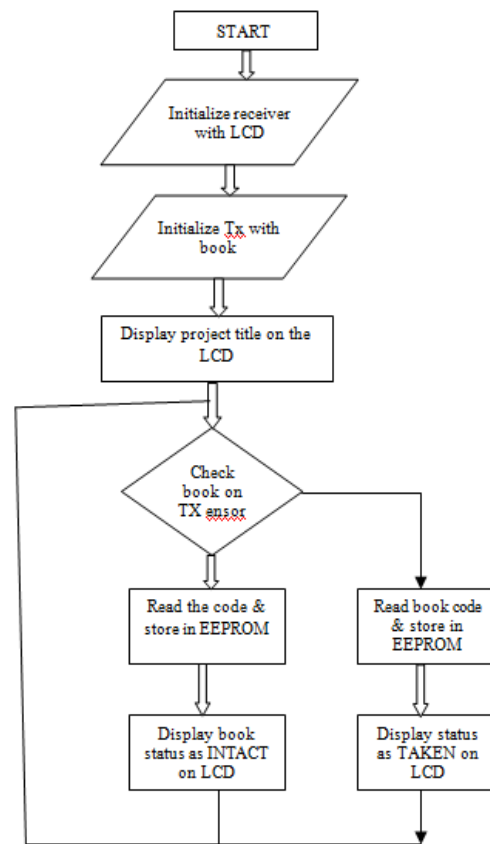 START
Initialize receiver
with LCD
Initialize Tx with
book
Display project title on the
LCD
Check
book on
TX ensor
Read the code &
store in EEPROM
Read book code
& store in
EEPROM
Display book
status as INTACT
on LCD
Display status
as TAKEN on
LCD